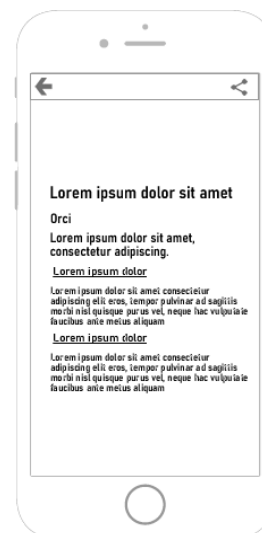 Lorem ipsum dolor sit amet
Orci
Lorem ipsum dolor sit amet,
consectetur adipiscing.
Lorem ipsum dolor
Lorem ipsum dolor sit amet consectetur
adipiscing elit eros, tempor pulvinar ad sagittis
morbi nisl quisque purus vel, neque hac vulputate
faucibus ante metus aliquam
Lorem ipsum dolor
Lorem ipsum dolor sit amet consectetur
adipiscing elit eros, tempor pulvinar ad sagittis
morbi nisl quisque purus vel, neque hac vulputate
faucibus ante metus aliquam